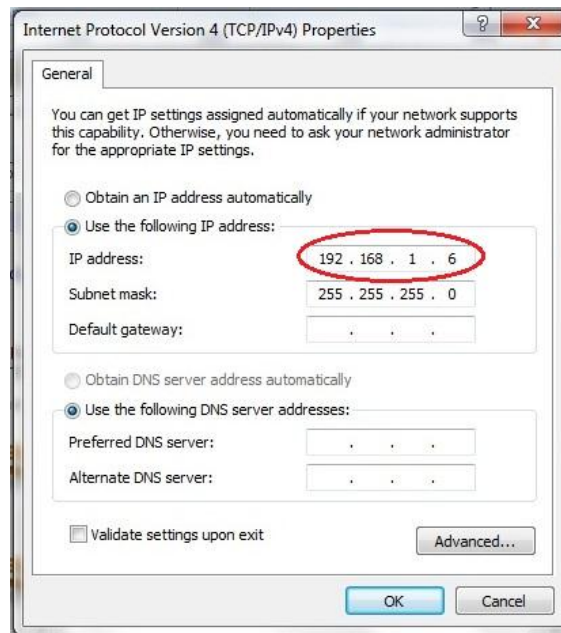 Internet Protocol Version 4 (TCP/IPv4) Properties
General
You can get IP settings assigned automatically if your network supports
this capability. Otherwise, you need to ask your network administrator
for the appropriate IP settings.
Obtain an IP address automatically
Use the following IP address:
IP address: 192 . 168 . 1 . 6
Subnet mask: 255 . 255 . 255 . 0
Default gateway: . . .
Obtain DNS server address automatically
Use the following DNS server addresses:
Preferred DNS server: . . .
Alternate DNS server: . . .
Validate settings upon exit
Advanced...
OK Cancel